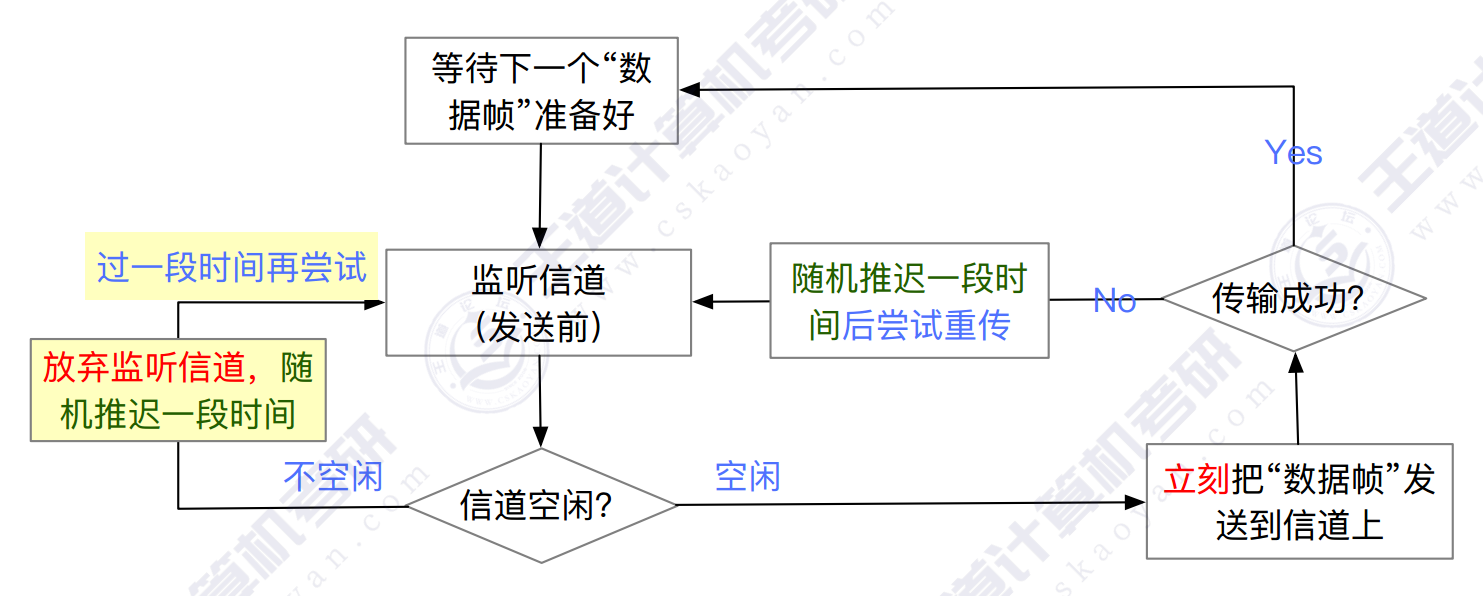 等待下一个“数
据帧”准备好
Yes
过一段时间再尝试
监听信道
（发送前）
随机推迟一段时
间后尝试重传
No
传输成功？
放弃监听信道，随
机推迟一段时间
不空闲
信道空闲？
空闲
立刻把“数据帧”发
送到信道上
王道计算机考研
www.cskaoyan.com